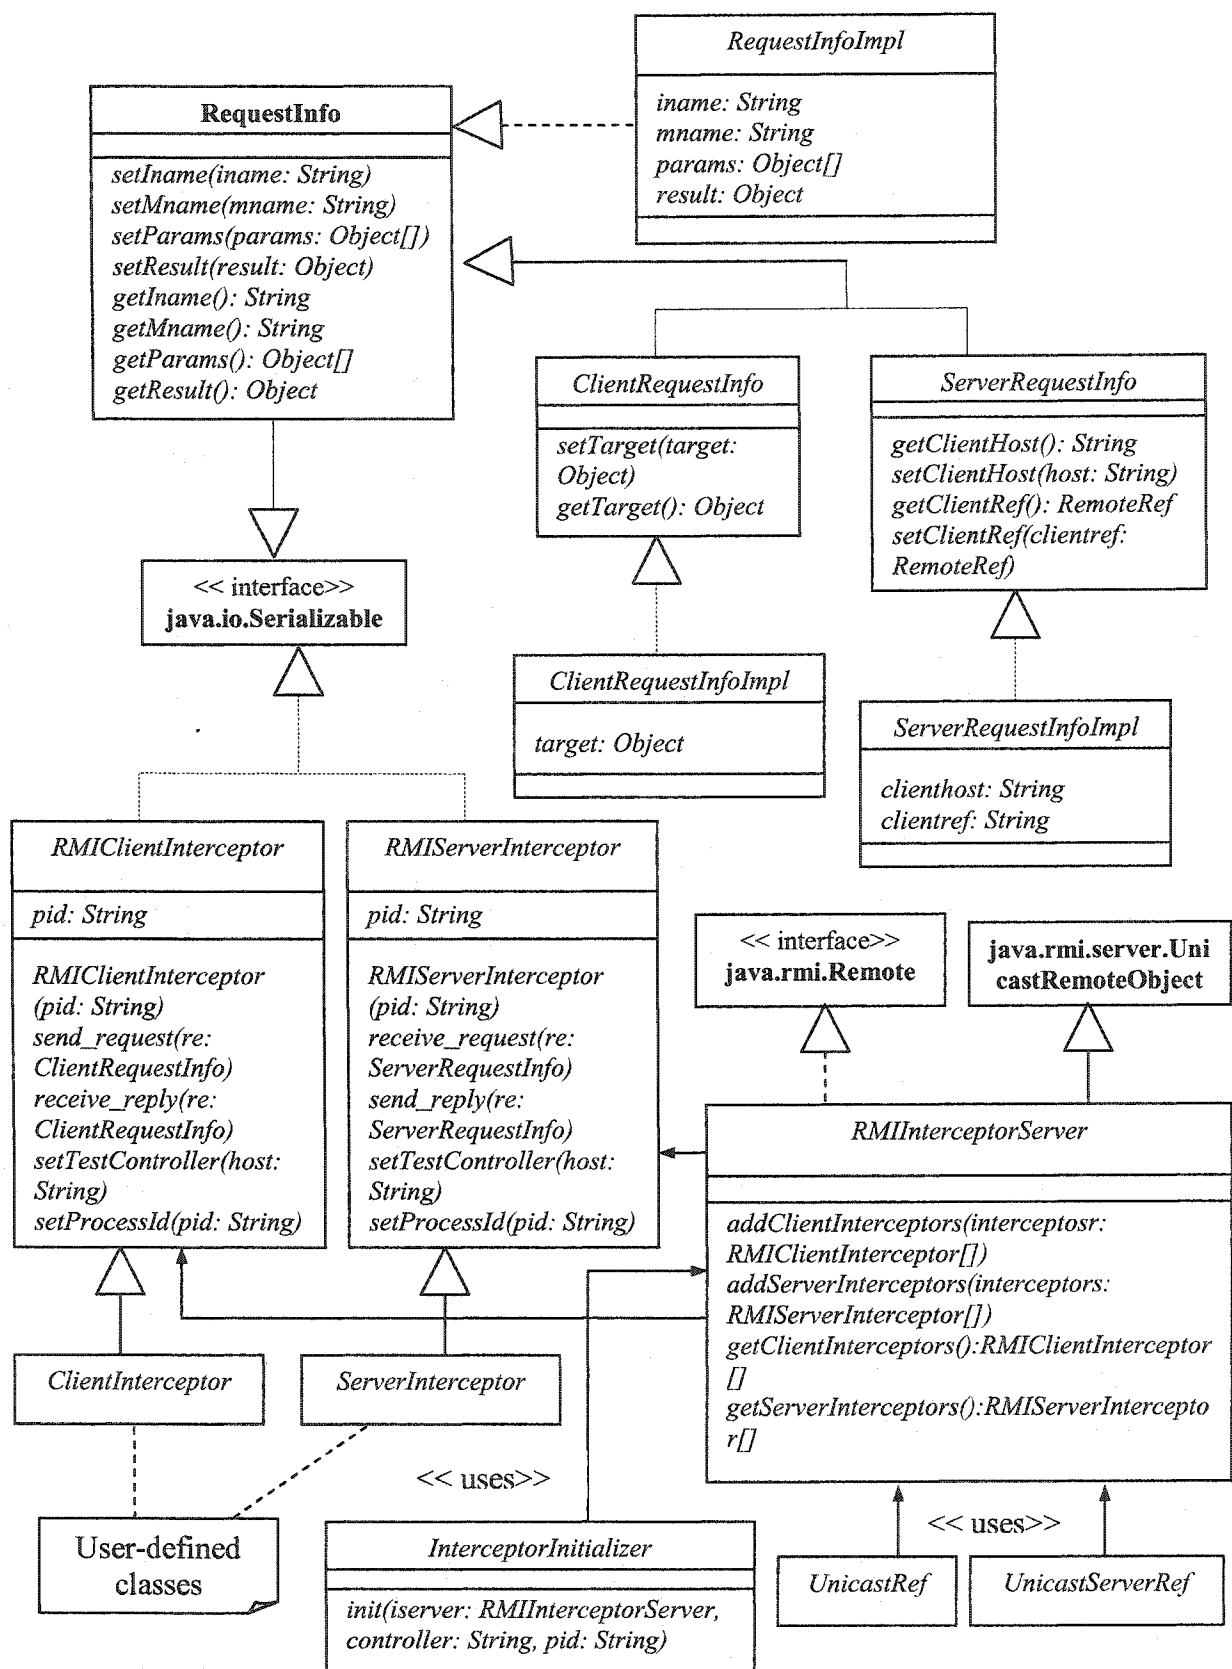 RequestInfoImpl
iname: String
mname: String
params: Object[]
result: Object
RequestInfo
setIname(iname: String)
setMname(mname: String)
setParams(params: Object[])
setResult(result: Object)
getIname(): String
getMname(): String
getParams(): Object[]
getResult(): Object
ClientRequestInfo
setTarget(target:
Object)
getTarget(): Object
ServerRequestInfo
getClientHost(): String
setClientHost(host: String)
getClientRef(): RemoteRef
setClientRef(clientref:
RemoteRef)
<< interface>>
java.io.Serializable
ClientRequestInfoImpl
target: Object
ServerRequestInfoImpl
clienthost: String
clientref: String
RMIClientInterceptor
pid: String
RMIClientInterceptor
(pid: String)
send_request(re:
ClientRequestInfo)
receive_reply(re:
ClientRequestInfo)
setTestController(host:
String)
setProcessId(pid: String)
RMIServerInterceptor
pid: String
RMIServerInterceptor
(pid: String)
receive_request(re:
ServerRequestInfo)
send_reply(re:
ServerRequestInfo)
setTestController(host:
String)
setProcessId(pid: String)
<< interface>>
java.rmi.Remote
java.rmi.server.Uni
castRemoteObject
RMIInterceptorServer
addClientInterceptors(interceptosr:
RMIClientInterceptor[])
addServerInterceptors(interceptors:
RMIServerInterceptor[])
getClientInterceptors():RMIClientInterceptor
[]
getServerInterceptors():RMIServerIntercepto
r[]
ClientInterceptor
ServerInterceptor
<< uses>>
<< uses>>
User-defined
classes
InterceptorInitializer
init(iserver: RMIInterceptorServer,
controller: String, pid: String)
UnicastRef
UnicastServerRef